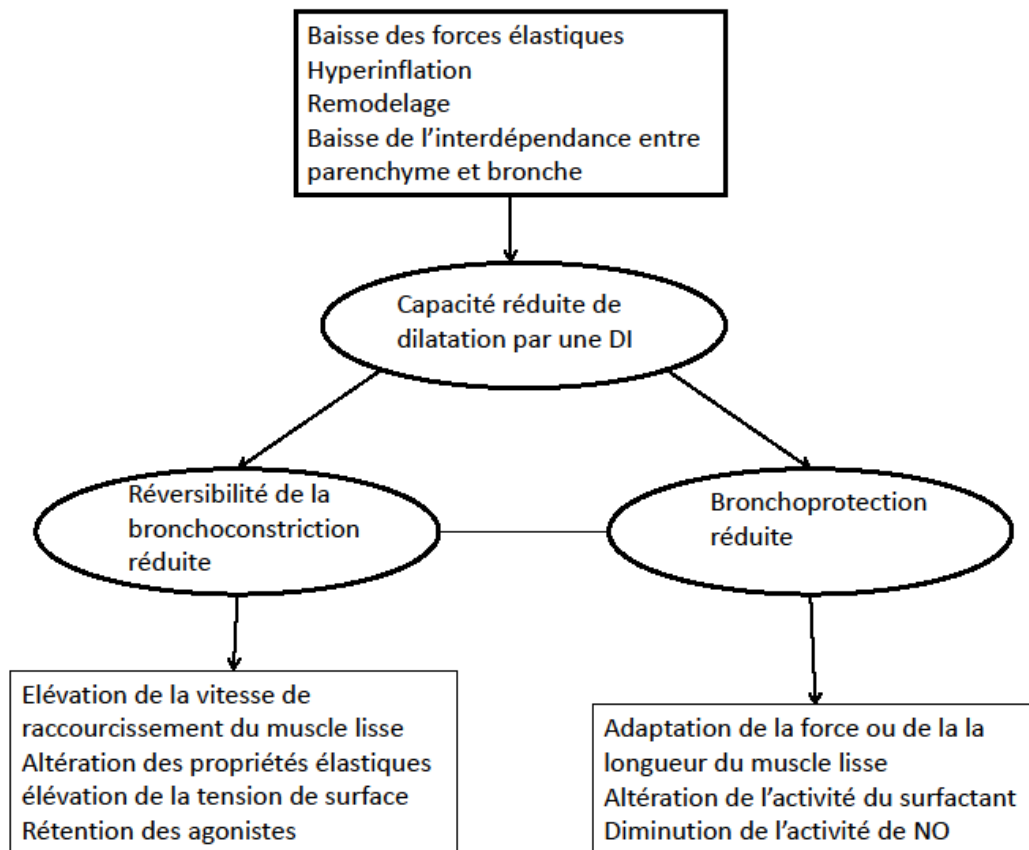 Baisse des forces élastiques
Hyperinflation
Remodelage
Baisse de l’interdépendance entre
parenchyme et bronche
Capacité réduite de
dilatation par une DI
Réversibilité de la
bronchoconstriction
réduite
Bronchoprotection
réduite
Elévation de la vitesse de
raccourcissement du muscle lisse
Altération des propriétés élastiques
élévation de la tension de surface
Rétention des agonistes
Adaptation de la force ou de la la
longueur du muscle lisse
Altération de l’activité du surfactant
Diminution de l’activité de NO